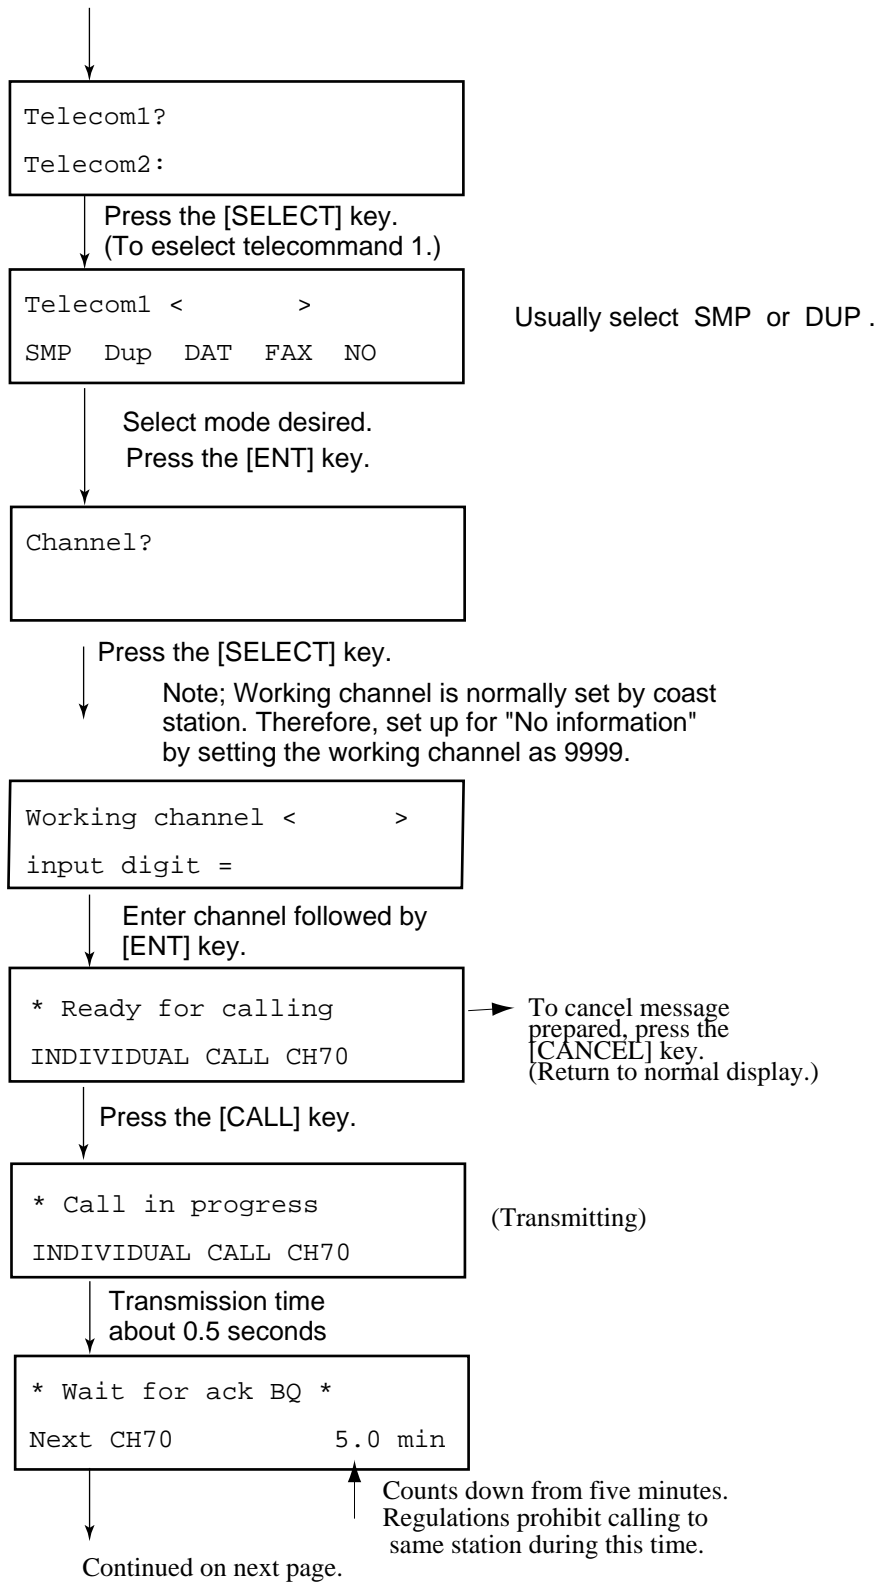 Telecom1?
Telecom2:
Press the [SELECT] key.
(To eselect telecommand 1.)
Telecom1 < >
SMP Dup DAT FAX NO
Usually select SMP or DUP .
Select mode desired.
Press the [ENT] key.
Channel?
Press the [SELECT] key.
Note; Working channel is normally set by coast
station. Therefore, set up for "No information"
by setting the working channel as 9999.
Working channel < >
input digit =
Enter channel followed by
[ENT] key.
* Ready for calling
INDIVIDUAL CALL CH70
To cancel message
prepared, press the
[CANCEL] key.
(Return to normal display.)
Press the [CALL] key.
* Call in progress
INDIVIDUAL CALL CH70
(Transmitting)
Transmission time
about 0.5 seconds
* Wait for ack BQ *
Next CH70 5.0 min
Counts down from five minutes.
Regulations prohibit calling to
same station during this time.
Continued on next page.